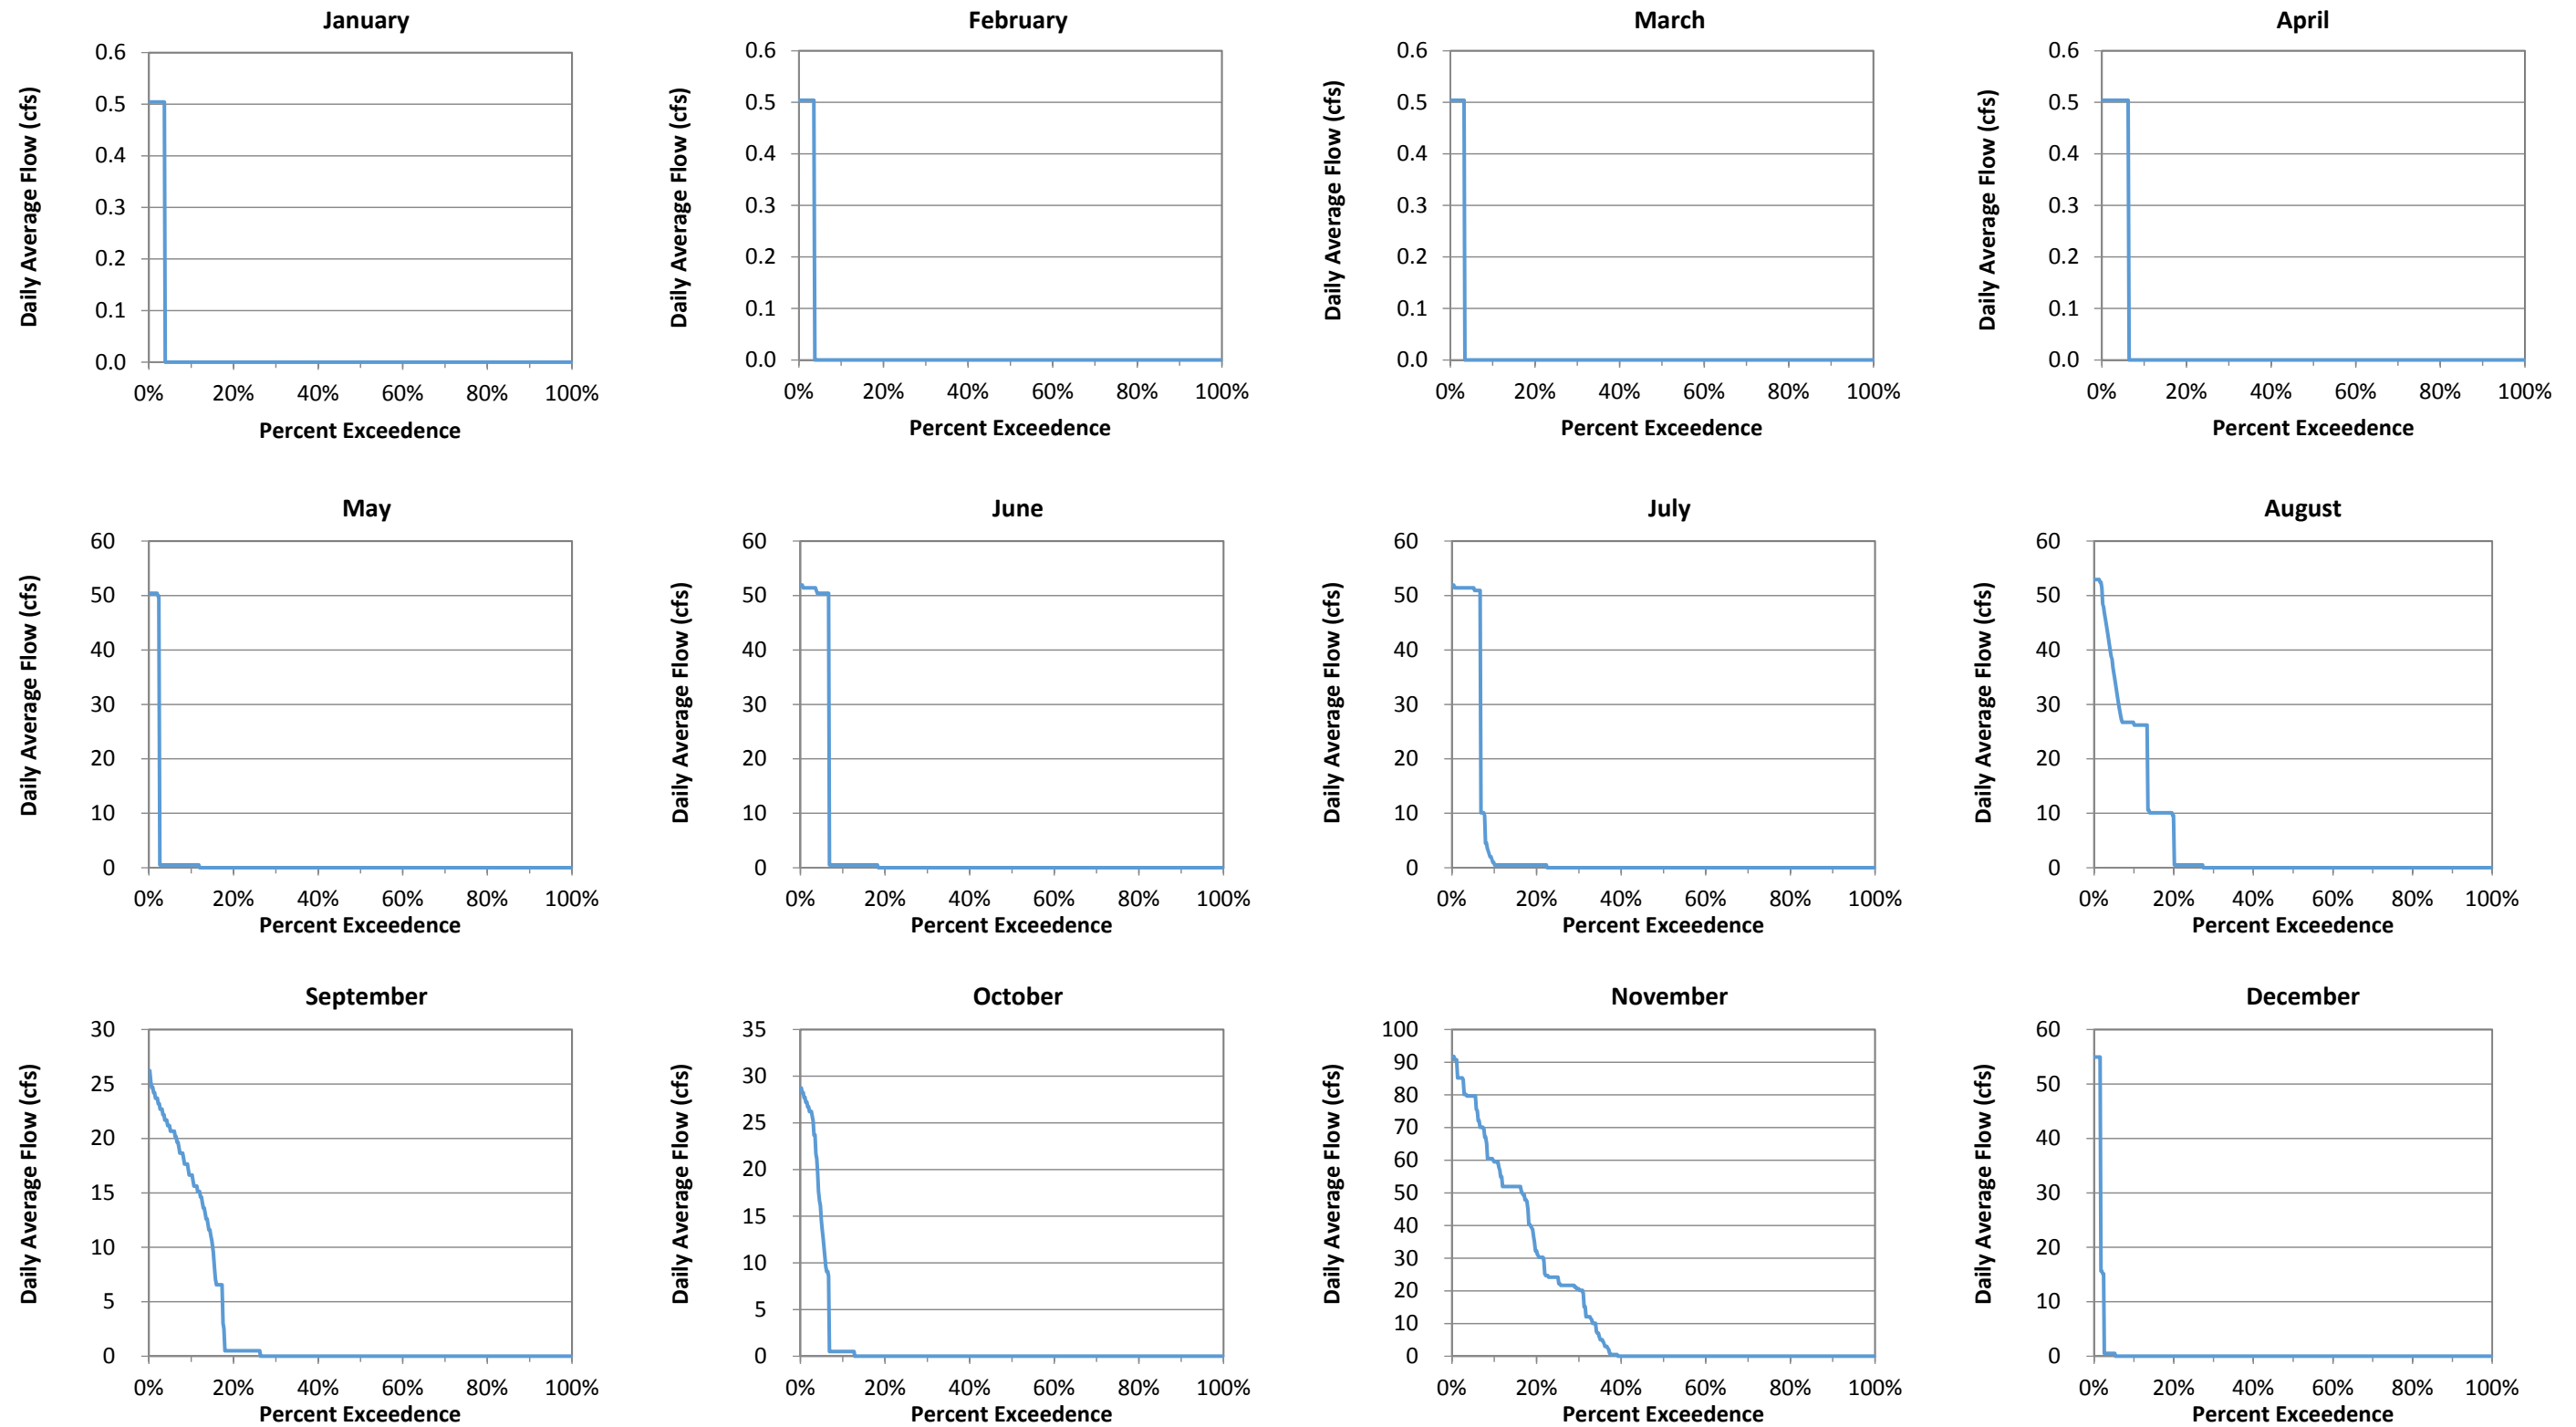 January
February
March
April
Daily Average Flow (cfs)
0.6
0.5
0.4
0.3
0.2
0.1
0.0
0% 20% 40% 60% 80% 100%
Percent Exceedence
Daily Average Flow (cfs)
0.6
0.5
0.4
0.3
0.2
0.1
0.0
0% 20% 40% 60% 80% 100%
Percent Exceedence
Daily Average Flow (cfs)
0.6
0.5
0.4
0.3
0.2
0.1
0.0
0% 20% 40% 60% 80% 100%
Percent Exceedence
Daily Average Flow (cfs)
0.6
0.5
0.4
0.3
0.2
0.1
0.0
0% 20% 40% 60% 80% 100%
Percent Exceedence
May
June
July
August
Daily Average Flow (cfs)
60
50
40
30
20
10
0
0% 20% 40% 60% 80% 100%
Percent Exceedence
Daily Average Flow (cfs)
60
50
40
30
20
10
0
0% 20% 40% 60% 80% 100%
Percent Exceedence
Daily Average Flow (cfs)
60
50
40
30
20
10
0
0% 20% 40% 60% 80% 100%
Percent Exceedence
Daily Average Flow (cfs)
60
50
40
30
20
10
0
0% 20% 40% 60% 80% 100%
Percent Exceedence
September
October
November
December
Daily Average Flow (cfs)
30
25
20
15
10
5
0
0% 20% 40% 60% 80% 100%
Percent Exceedence
Daily Average Flow (cfs)
35
30
25
20
15
10
5
0
0% 20% 40% 60% 80% 100%
Percent Exceedence
Daily Average Flow (cfs)
100
90
80
70
60
50
40
30
20
10
0
0% 20% 40% 60% 80% 100%
Percent Exceedence
Daily Average Flow (cfs)
60
50
40
30
20
10
0
0% 20% 40% 60% 80% 100%
Percent Exceedence